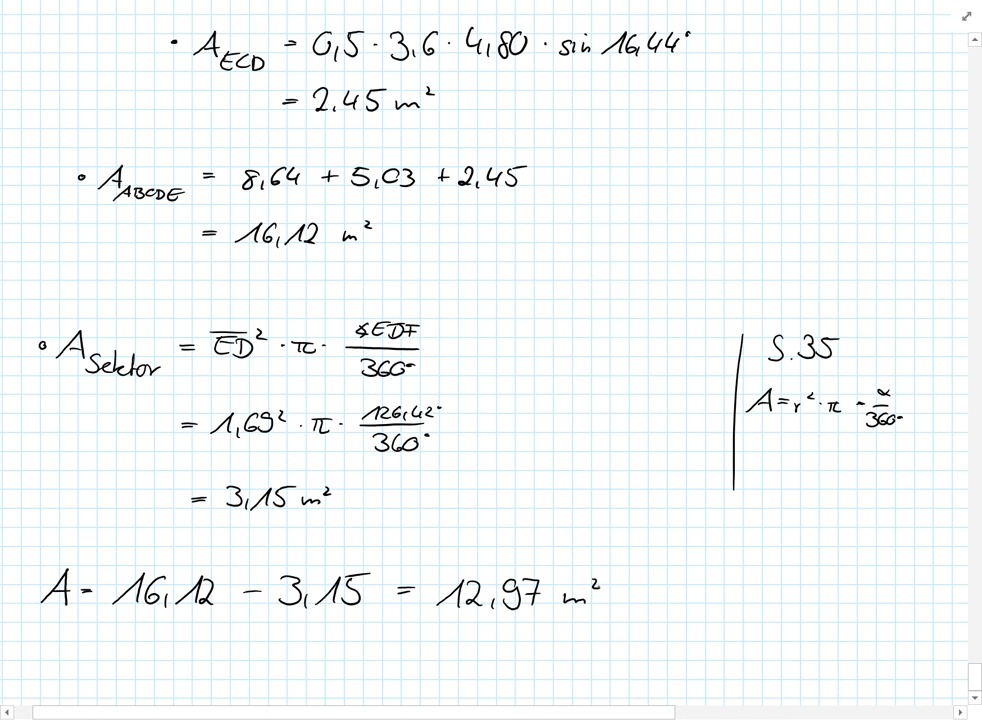 • A_ECD = 0,5 · 3,6 · 4,80 · sin 16,44°
= 2,45 m²
• A_ABCDE = 8,64 + 5,03 + 2,45
= 16,12 m²
• A_Sektor = E̅D̅² · π · ∢EDF/360°
= 1,69² · π · 126,42°/360°
= 3,15 m²
S.35
A = r² · π · α/360°
A = 16,12 − 3,15 = 12,97 m²